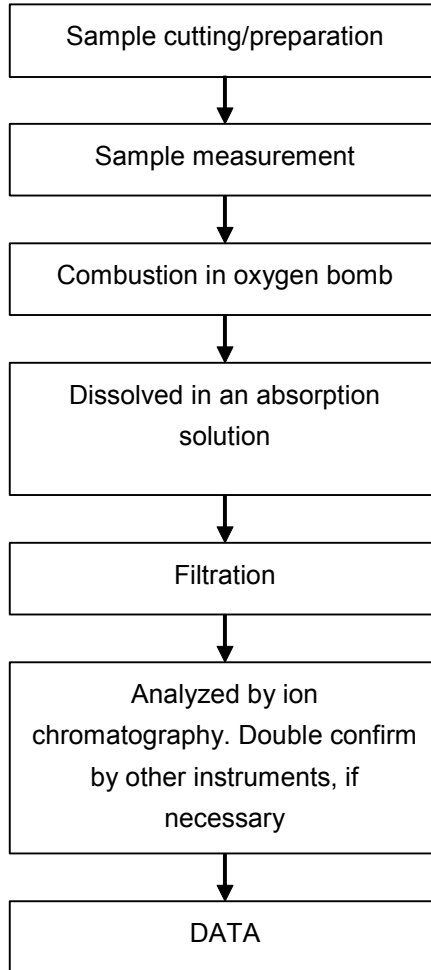 Sample cutting/preparation
Sample measurement
Combustion in oxygen bomb
Dissolved in an absorption
solution
Filtration
Analyzed by ion
chromatography. Double confirm
by other instruments, if
necessary
DATA